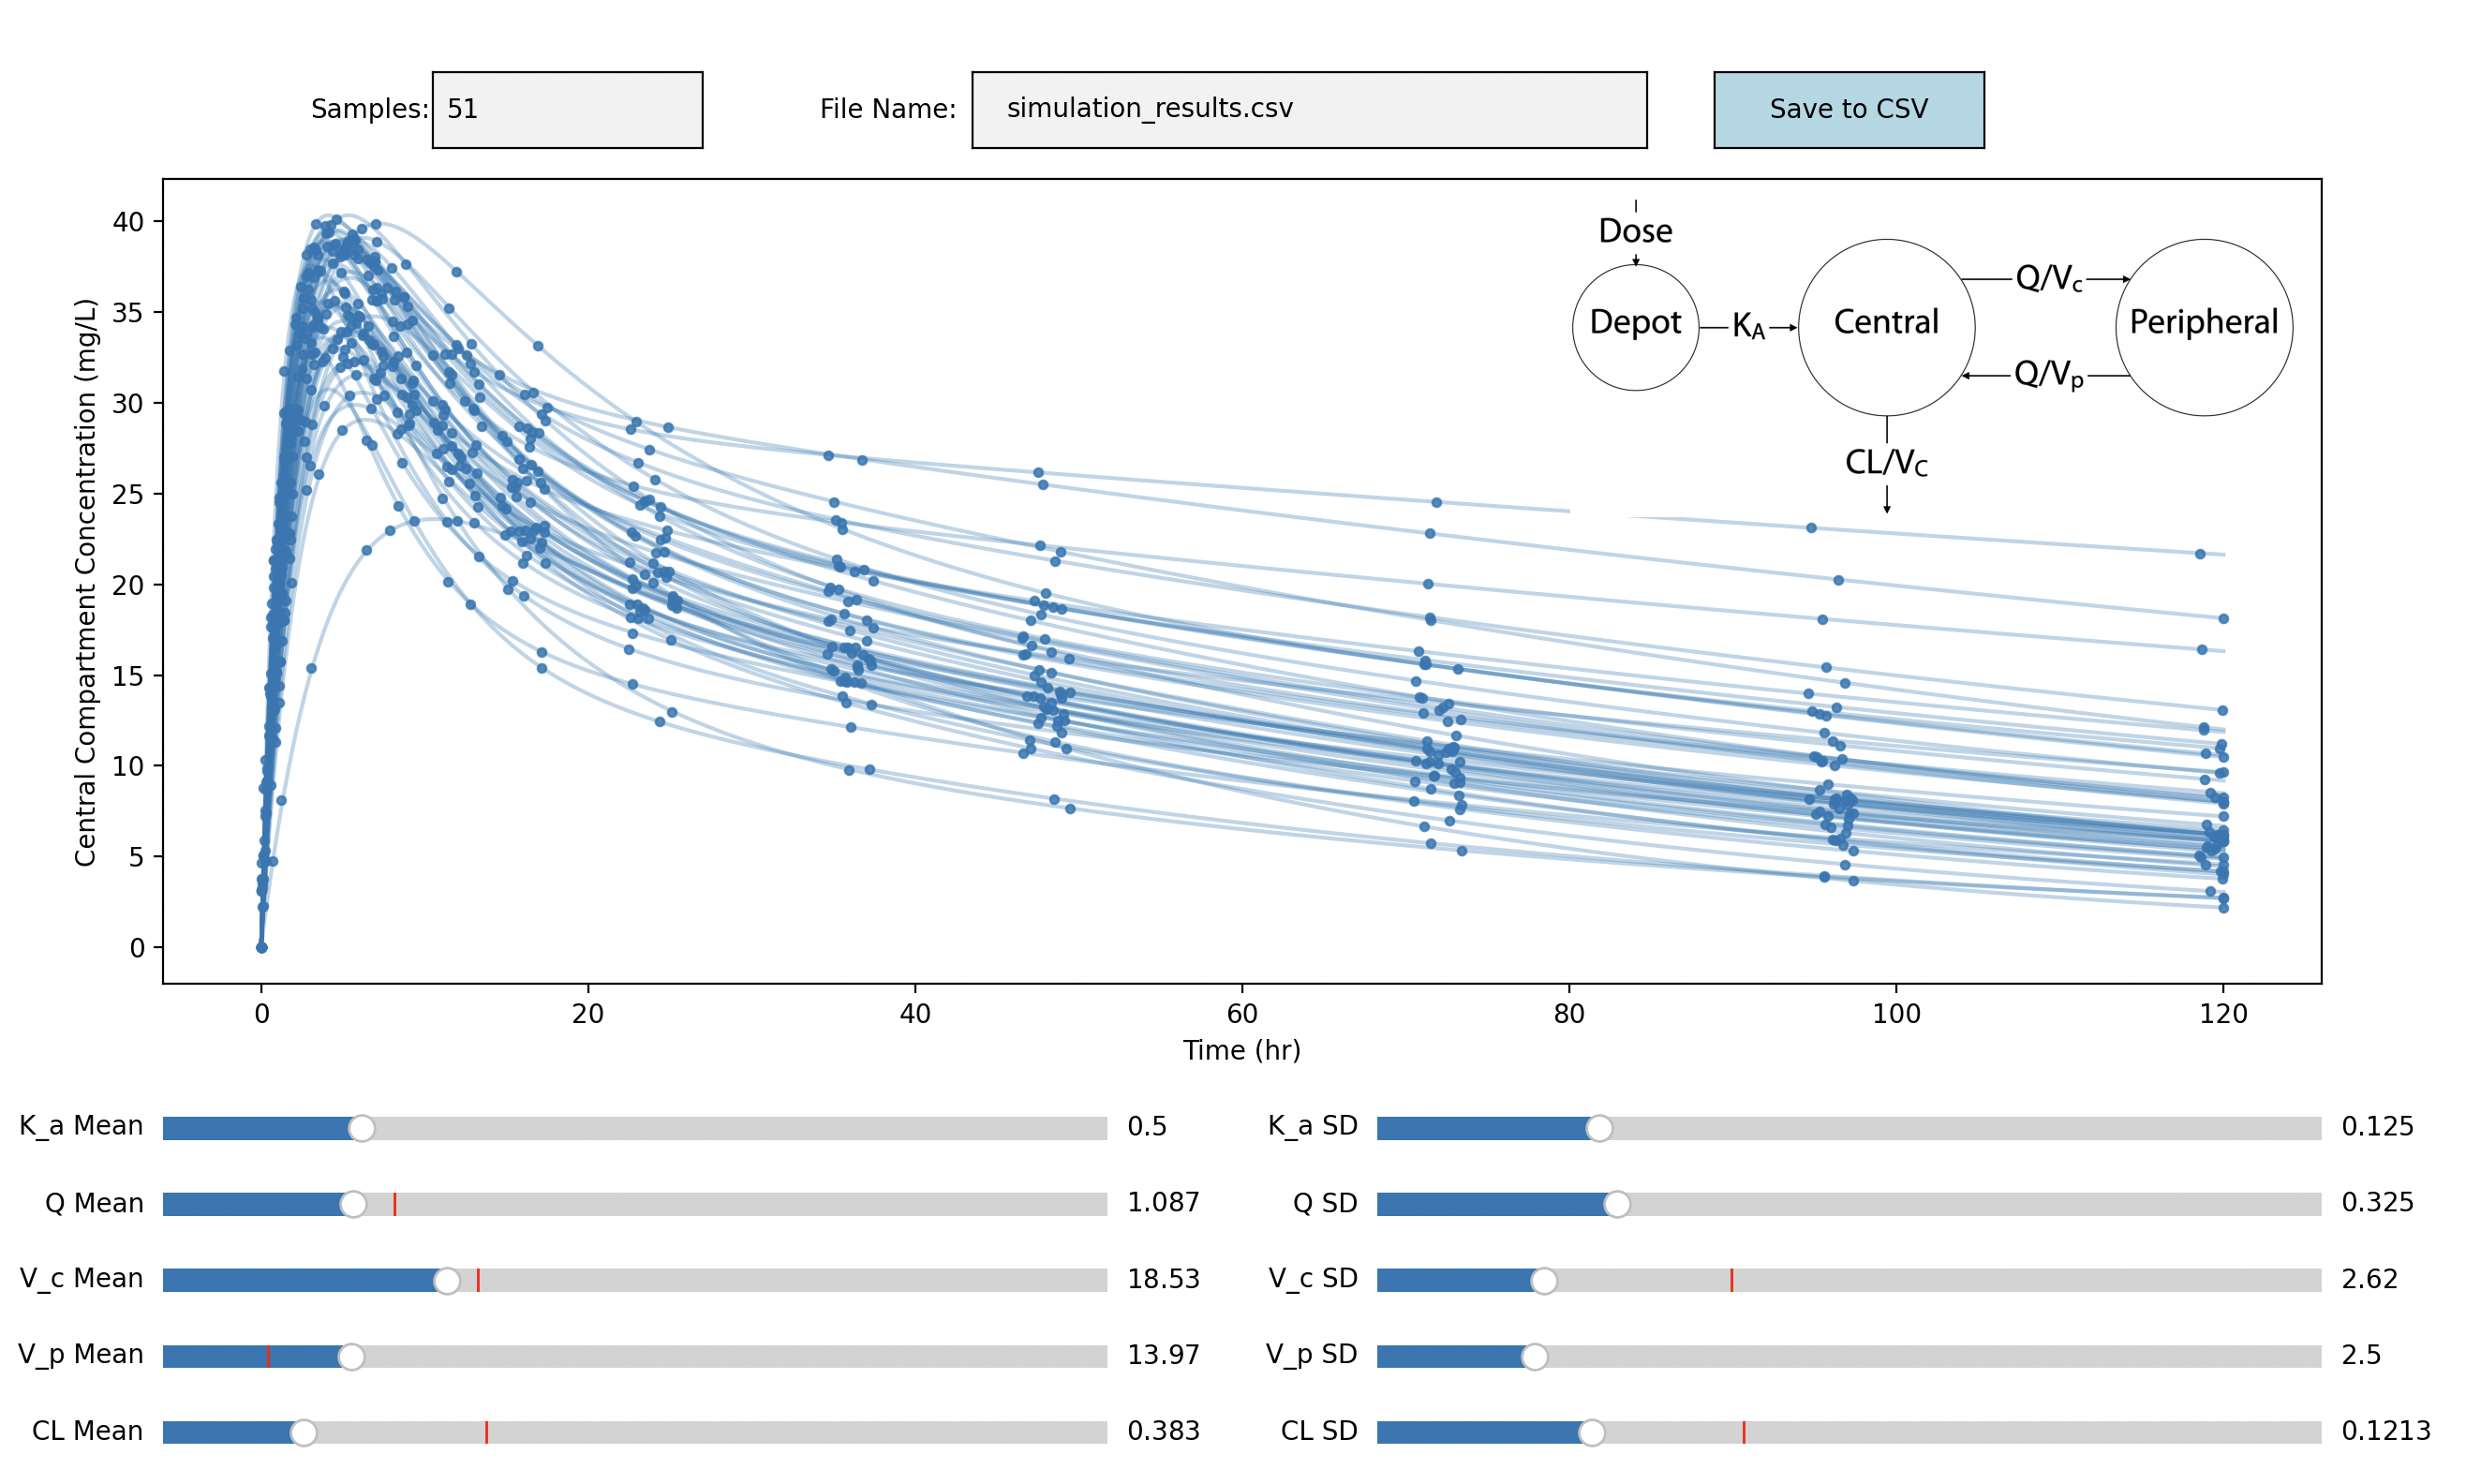 Samples: 51 File Name: simulation_results.csv Save to CSV
Dose
Depot K_A Central Q/V_c Peripheral
Q/V_p
CL/V_C
Central Compartment Concentration (mg/L)
40
35
30
25
20
15
10
5
0
0 20 40 60 80 100 120
Time (hr)
K_a Mean 0.5 K_a SD 0.125
Q Mean 1.087 Q SD 0.325
V_c Mean 18.53 V_c SD 2.62
V_p Mean 13.97 V_p SD 2.5
CL Mean 0.383 CL SD 0.1213